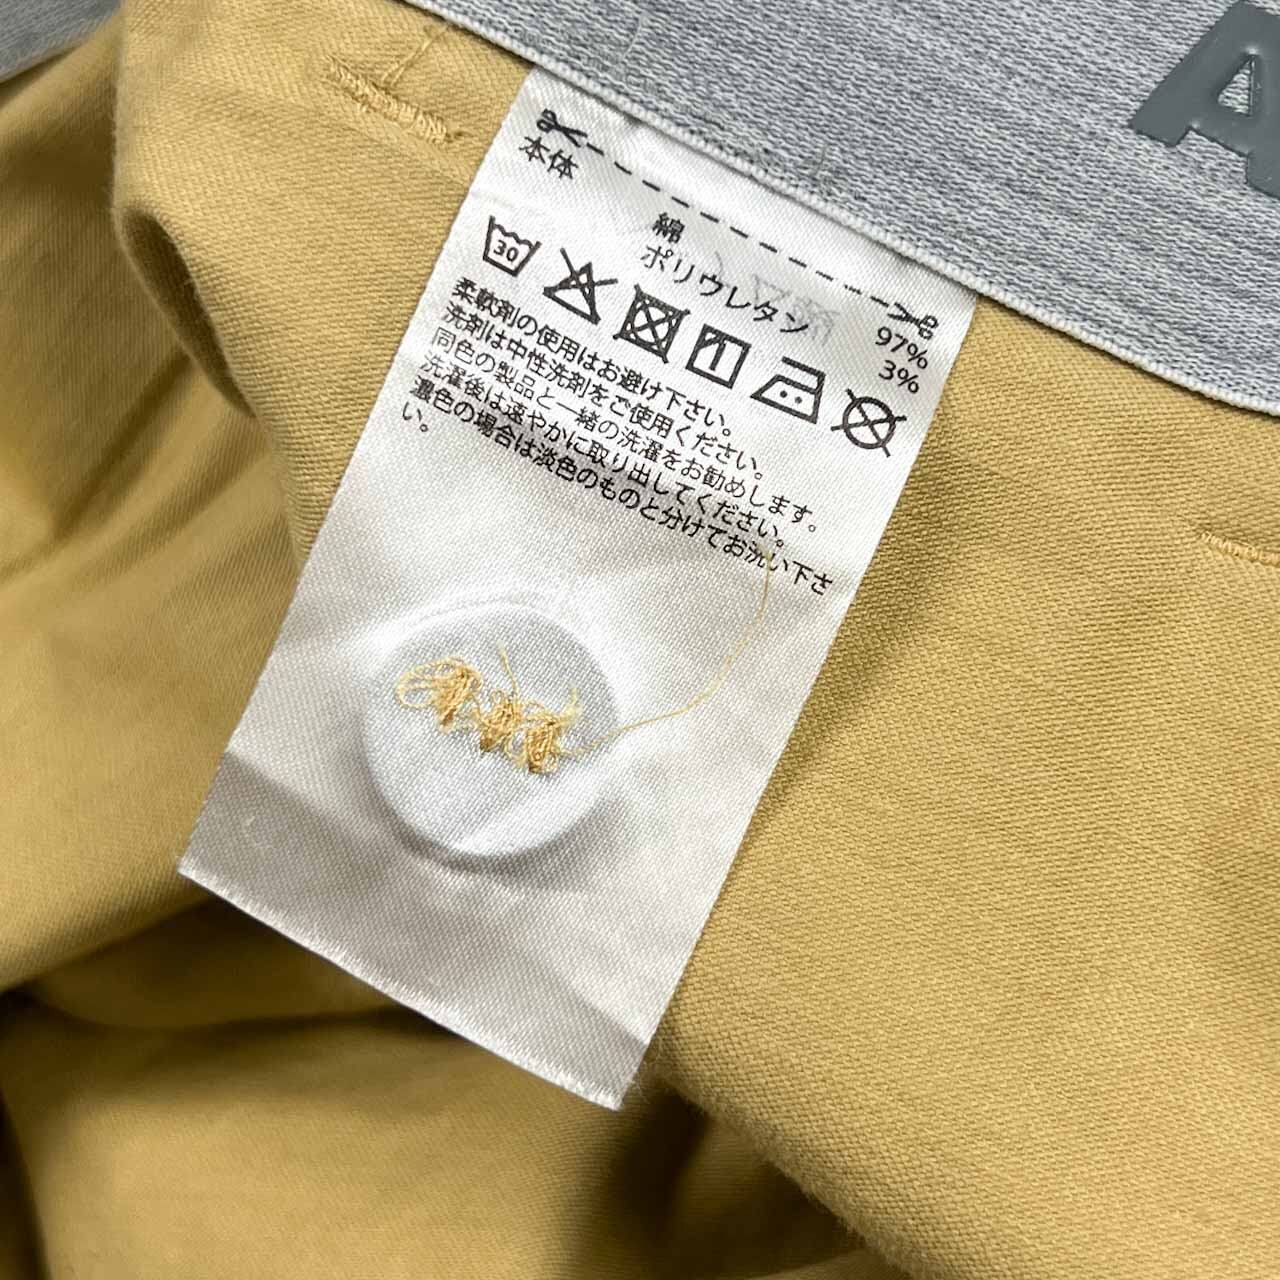 A
本体
綿 97%
ポリウレタン 3%
30
柔軟剤の使用はお避け下さい。
洗剤は中性洗剤をご使用ください。
同色の製品と一緒の洗濯をお勧めします。
洗濯後は速やかに取り出してください。
濃色の場合は淡色のものと分けてお洗い下さ
い。